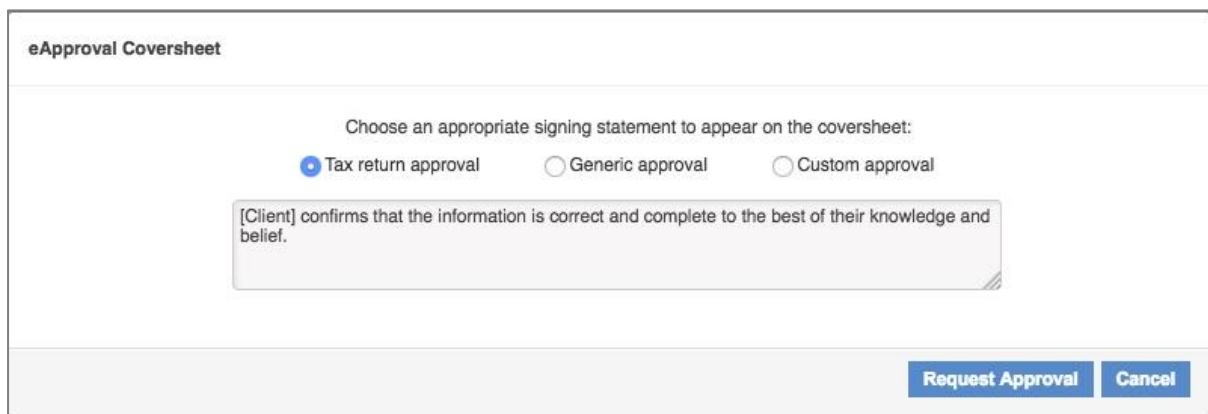 eApproval Coversheet
Choose an appropriate signing statement to appear on the coversheet:
Tax return approval Generic approval Custom approval
[Client] confirms that the information is correct and complete to the best of their knowledge and
belief.
Request Approval Cancel